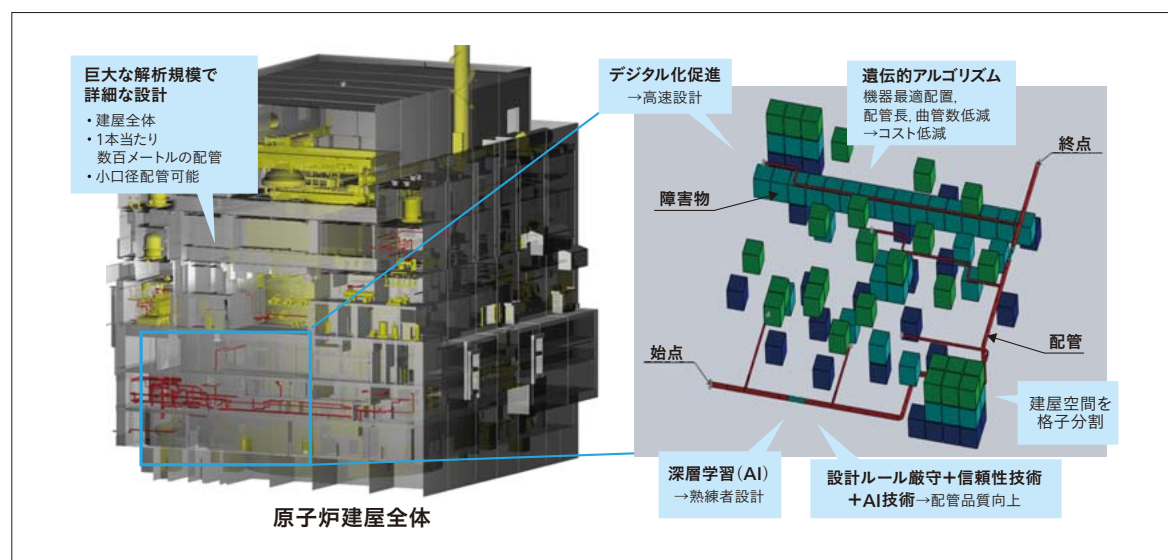 巨大な解析規模で
詳細な設計
・建屋全体
・1本当たり
数百メートルの配管
・小口径配管可能
原子炉建屋全体
デジタル化促進
→高速設計
遺伝的アルゴリズム
機器最適配置,
配管長, 曲管数低減
→コスト低減
終点
障害物
始点
配管
建屋空間を
格子分割
深層学習(AI)
→熟練者設計
設計ルール厳守+信頼性技術
+AI技術→配管品質向上